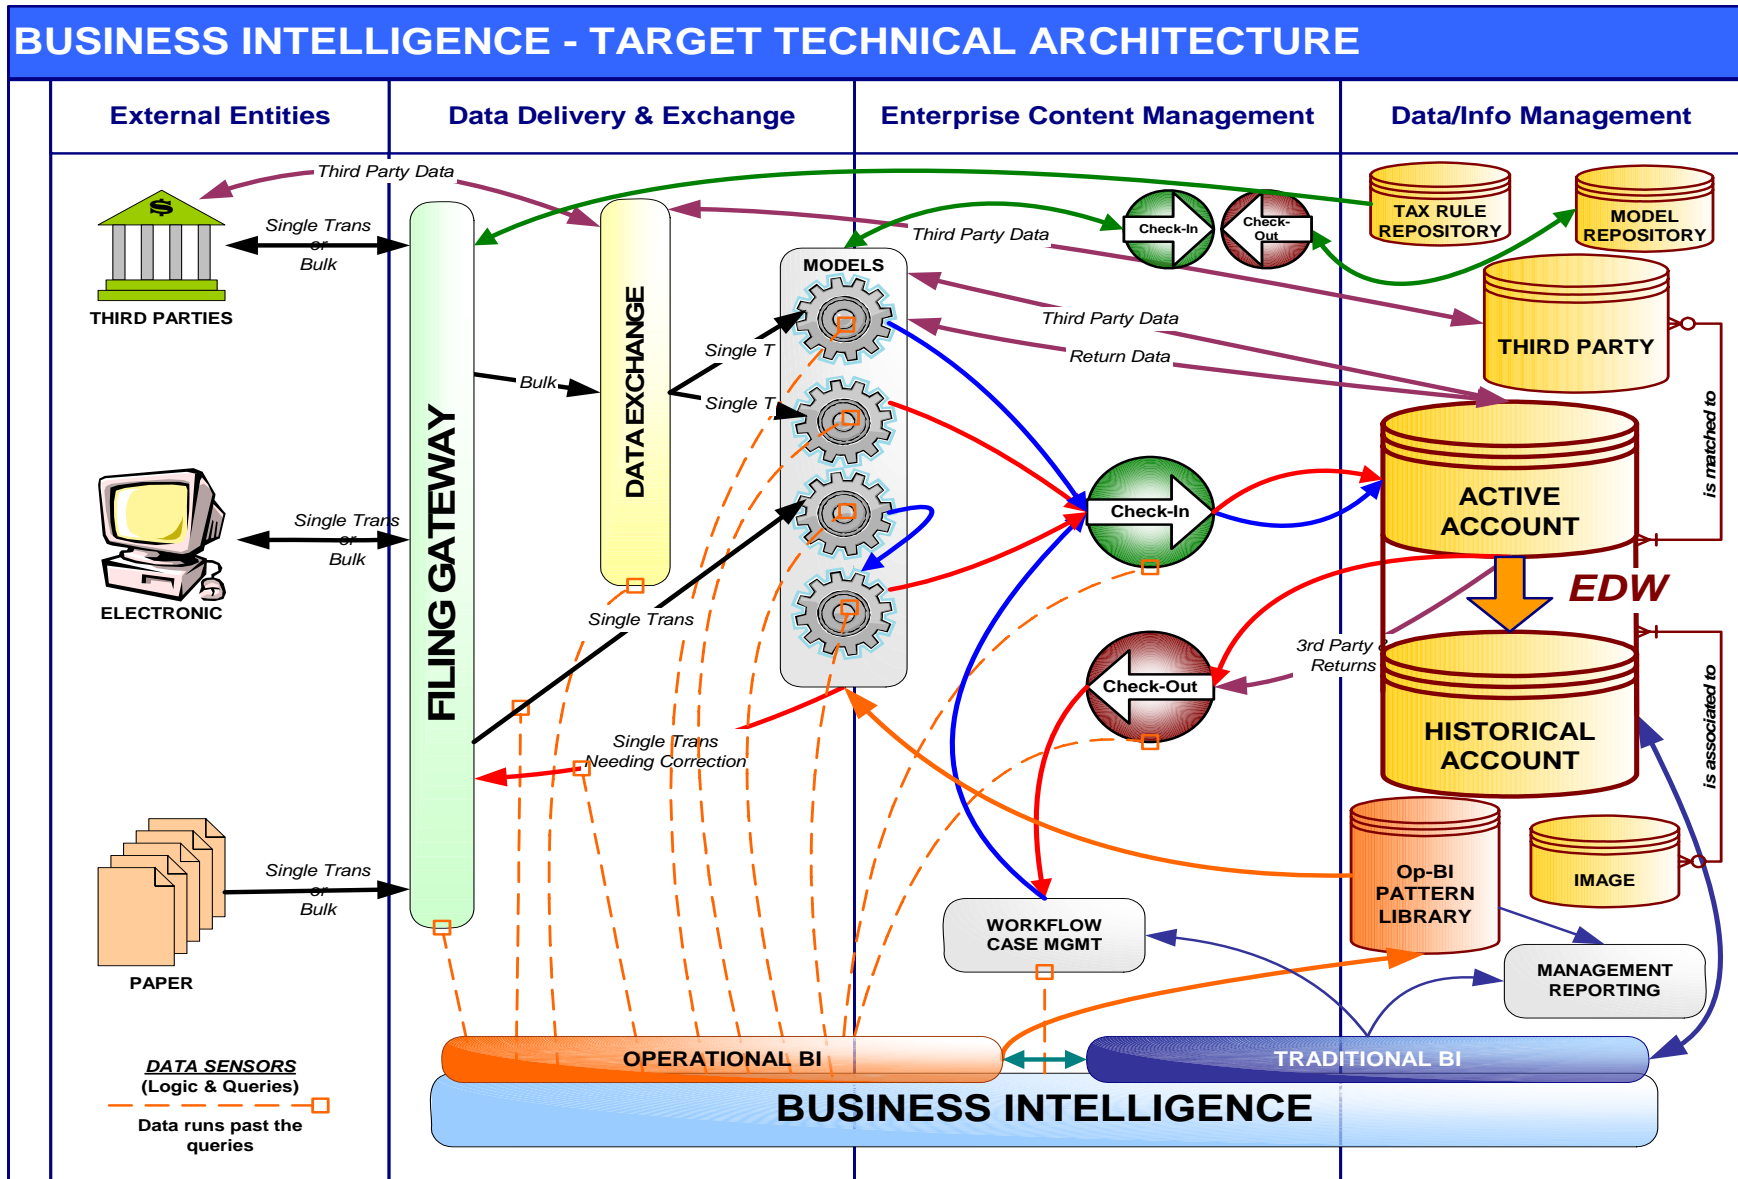 BUSINESS INTELLIGENCE - TARGET TECHNICAL ARCHITECTURE
External Entities
Data Delivery & Exchange
Enterprise Content Management
Data/Info Management
Third Party Data
$
THIRD PARTIES
Single Trans
or
Bulk
ELECTRONIC
Single Trans
or
Bulk
PAPER
Single Trans
or
Bulk
DATA SENSORS
(Logic & Queries)
Data runs past the
queries
FILING GATEWAY
Bulk
DATA EXCHANGE
Single T
Single T
Single Trans
Single Trans
Needing Correction
MODELS
Third Party Data
Third Party Data
Return Data
Check-In
Check-
Out
Check-In
Check-Out
3rd Party &
Returns
WORKFLOW
CASE MGMT
TAX RULE
REPOSITORY
MODEL
REPOSITORY
THIRD PARTY
is matched to
ACTIVE
ACCOUNT
EDW
HISTORICAL
ACCOUNT
is associated to
Op-BI
PATTERN
LIBRARY
IMAGE
MANAGEMENT
REPORTING
OPERATIONAL BI
TRADITIONAL BI
BUSINESS INTELLIGENCE